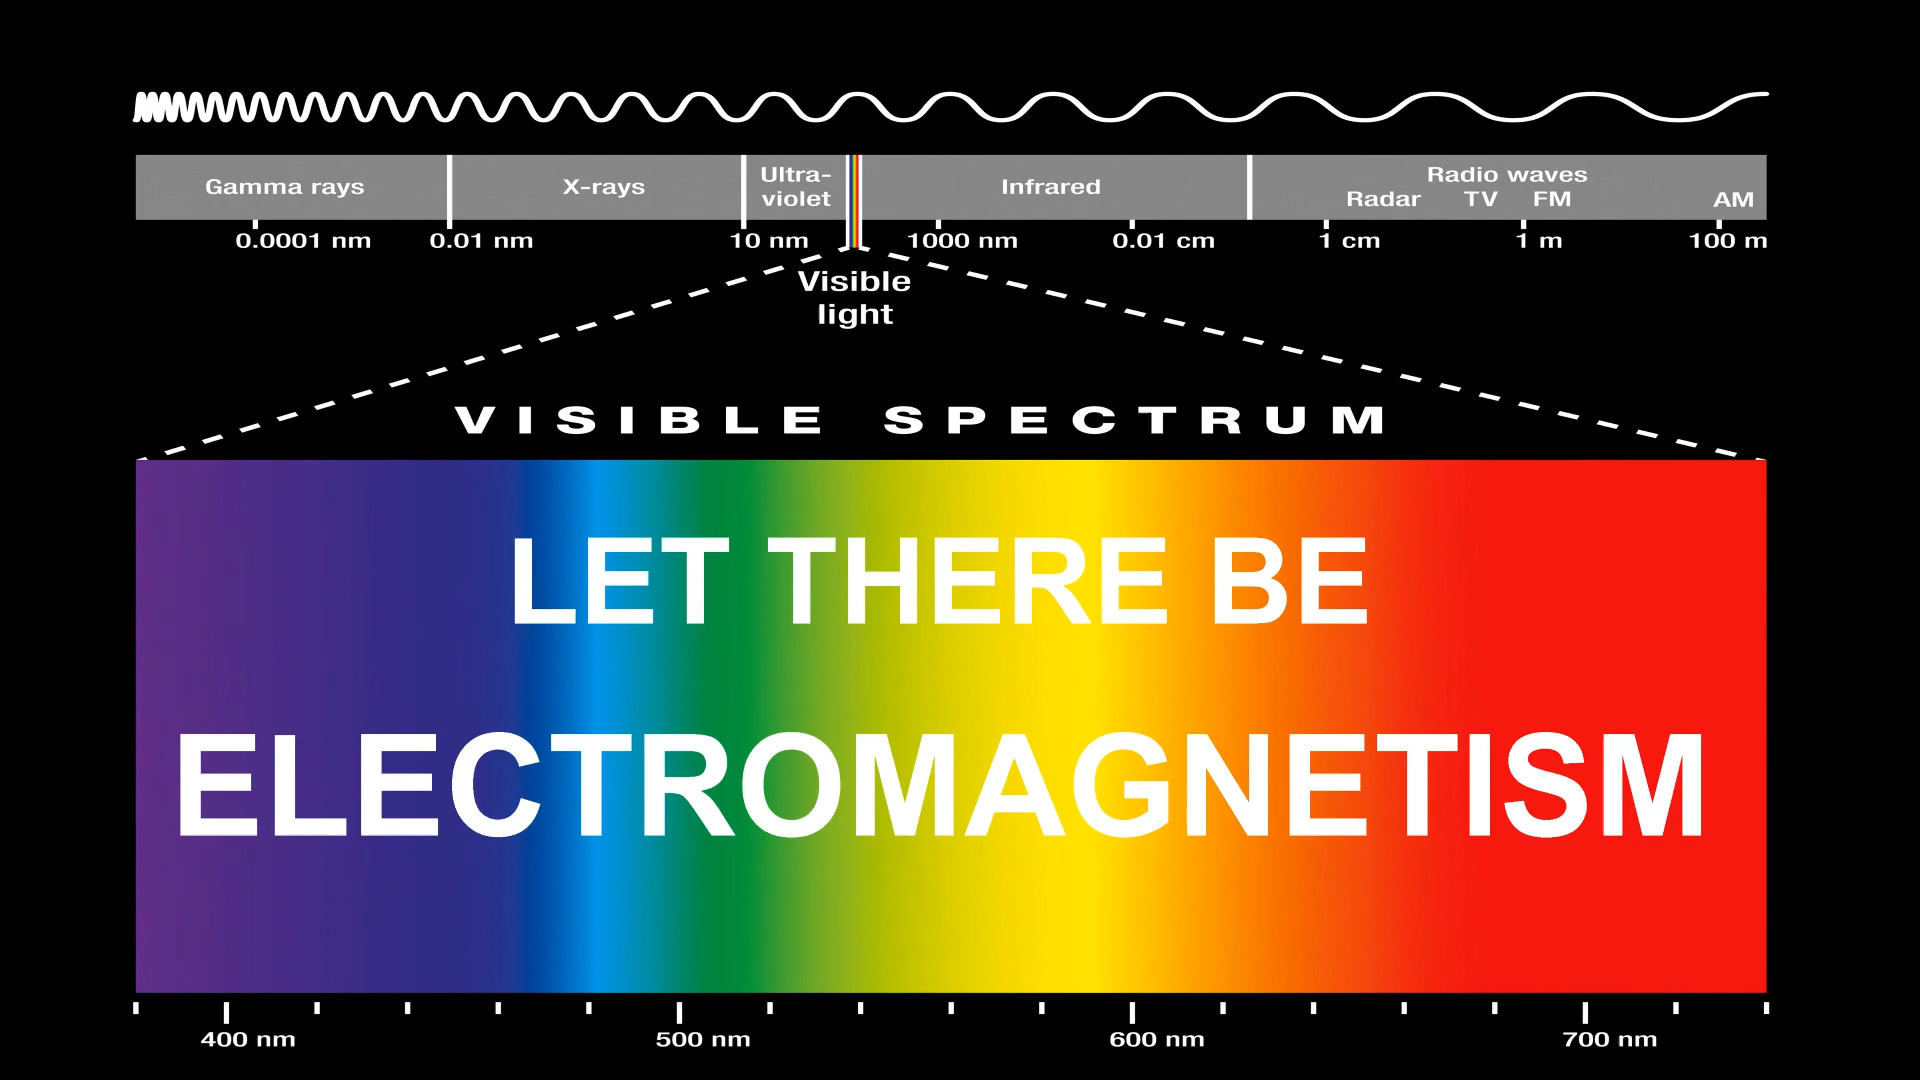 Gamma rays
X-rays
Ultra-
violet
Infrared
Radio waves
Radar TV FM AM
0.0001 nm 0.01 nm 10 nm 1000 nm 0.01 cm 1 cm 1 m 100 m
Visible
light
VISIBLE SPECTRUM
LET THERE BE
ELECTROMAGNETISM
400 nm 500 nm 600 nm 700 nm